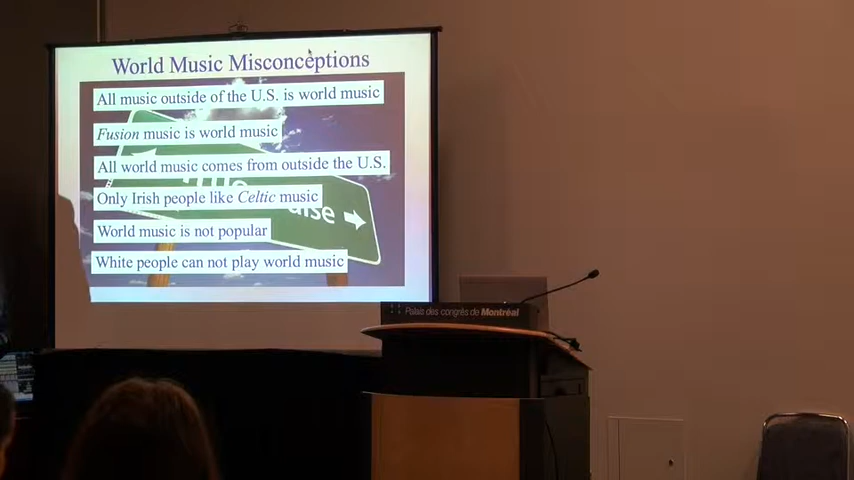 World Music Misconceptions
All music outside of the U.S. is world music
Fusion music is world music
All world music comes from outside the U.S.
Only Irish people like Celtic music
World music is not popular
White people can not play world music
Palais des congrès de Montréal